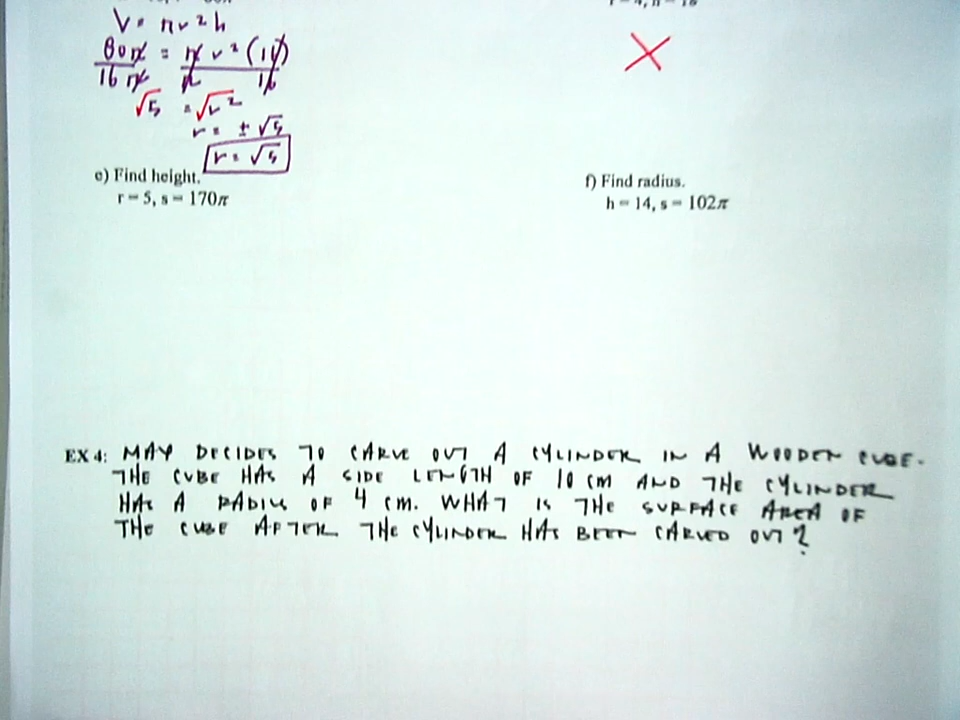 V = πr²h
80π = π r² (16)
16π π 16
√5 = √r²
r = ± √5
r = √5
e) Find height.
r = 5, s = 170π
f) Find radius.
h = 14, s = 102π
EX 4: MAY DECIDES TO CARVE OUT A CYLINDER IN A WOODEN CUBE.
THE CUBE HAS A SIDE LENGTH OF 10 CM AND THE CYLINDER
HAS A RADIUS OF 4 CM. WHAT IS THE SURFACE AREA OF
THE CUBE AFTER THE CYLINDER HAS BEEN CARVED OUT?